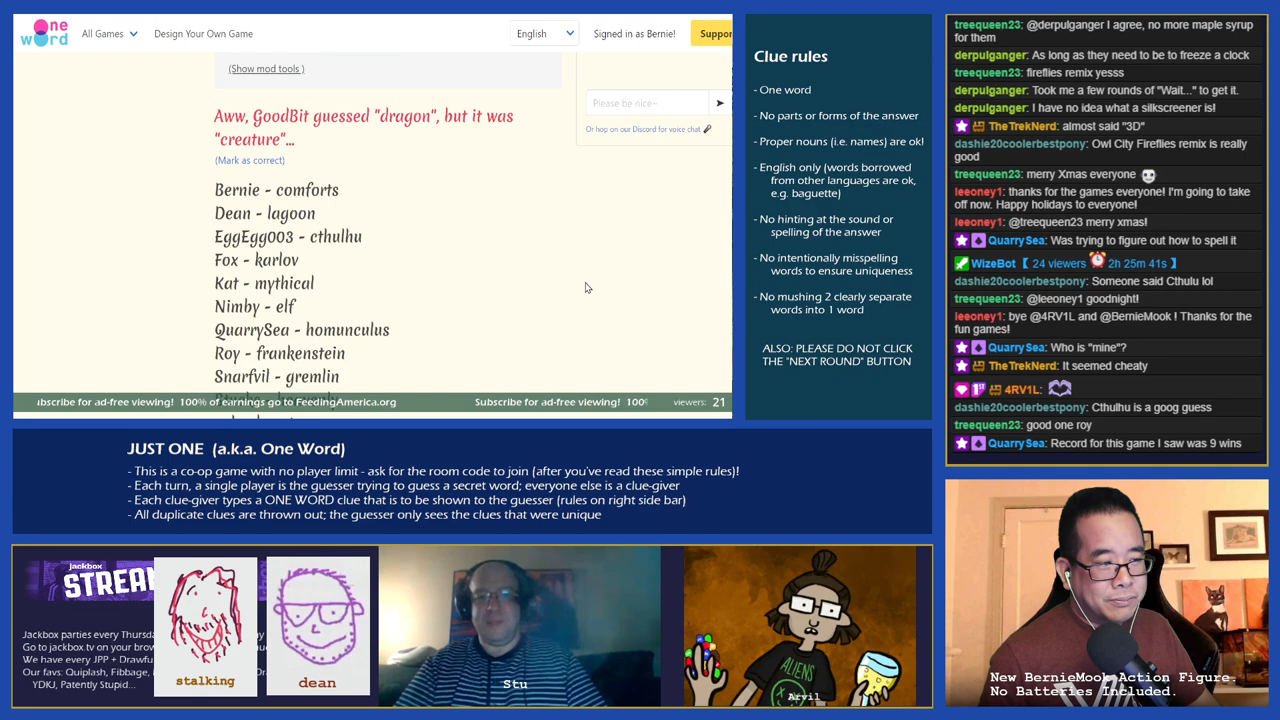 One word
All Games
Design Your Own Game
English
Signed in as Bernie!
Suppor
(Show mod tools )
Please be nice~
Or hop on our Discord for voice chat
Aww, GoodBit guessed "dragon", but it was
"creature"...
(Mark as correct)
Bernie - comforts
Dean - lagoon
EggEgg003 - cthulhu
Fox - karlov
Kat - mythical
Nimby - elf
QuarrySea - homunculus
Roy - frankenstein
Snarfvil - gremlin
ubscribe for ad-free viewing! 100% of earnings go to FeedingAmerica.org
Subscribe for ad-free viewing! 100%
viewers: 21
Clue rules
- One word
- No parts or forms of the answer
- Proper nouns (i.e. names) are ok!
- English only (words borrowed
from other languages are ok,
e.g. baguette)
- No hinting at the sound or
spelling of the answer
- No intentionally misspelling
words to ensure uniqueness
- No mushing 2 clearly separate
words into 1 word
ALSO: PLEASE DO NOT CLICK
THE "NEXT ROUND" BUTTON
treequeen23: @derpulganger I agree, no more maple syrup
for them
derpulganger: As long as they need to be to freeze a clock
treequeen23: fireflies remix yesss
derpulganger: Took me a few rounds of "Wait..." to get it.
derpulganger: I have no idea what a silkscreener is!
TheTrekNerd: almost said "3D"
dashie20coolerbestpony: Owl City Fireflies remix is really
good
treequeen23: merry Xmas everyone
leeoney1: thanks for the games everyone! I'm going to take
off now. Happy holidays to everyone!
leeoney1: @treequeen23 merry xmas!
QuarrySea: Was trying to figure out how to spell it
WizeBot 【 24 viewers 2h 25m 41s 】
dashie20coolerbestpony: Someone said Cthulu lol
treequeen23: @leeoney1 goodnight!
leeoney1: bye @4RV1L and @BernieMook ! Thanks for the
fun games!
QuarrySea: Who is "mine"?
TheTrekNerd: It seemed cheaty
4RV1L:
dashie20coolerbestpony: Cthulhu is a goog guess
treequeen23: good one roy
QuarrySea: Record for this game I saw was 9 wins
JUST ONE (a.k.a. One Word)
- This is a co-op game with no player limit - ask for the room code to join (after you've read these simple rules)!
- Each turn, a single player is the guesser trying to guess a secret word; everyone else is a clue-giver
- Each clue-giver types a ONE WORD clue that is to be shown to the guesser (rules on right side bar)
- All duplicate clues are thrown out; the guesser only sees the clues that were unique
jackbox
STREA
Jackbox parties every Thursda
Go to jackbox.tv on your brow
We have every JPP + Drawfu
Our favs: Quiplash, Fibbage,
YDKJ, Patently Stupid...
stalking
dean
Stu
ALIENS
Arvil
New BernieMook Action Figure.
No Batteries Included.